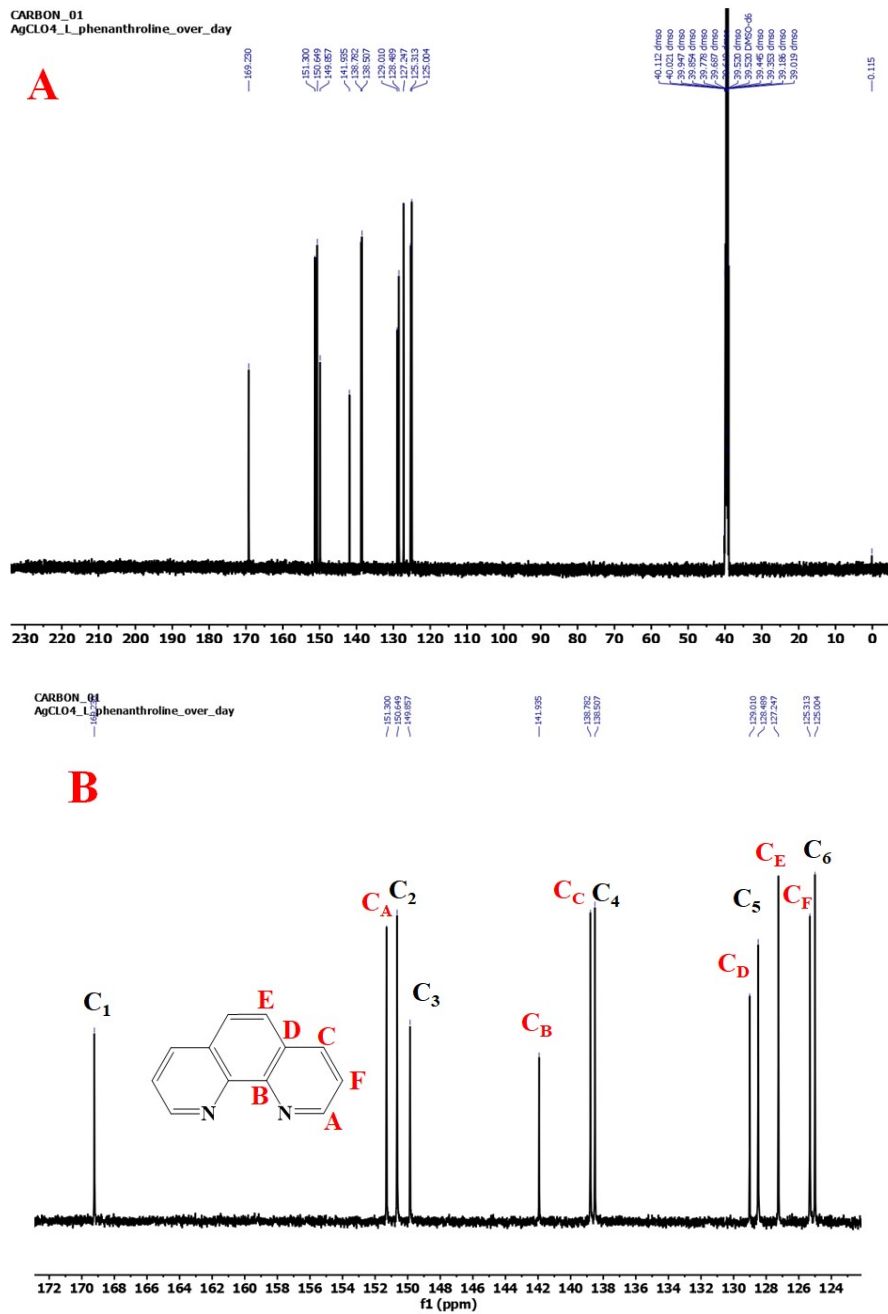 CARBON_01
AgCLO4_L_phenanthroline_over_day
A
169.230
151.300
150.649
149.857
141.935
138.782
138.507
129.010
128.489
127.247
125.313
125.004
40.112 dmso
40.021 dmso
39.947 dmso
39.854 dmso
39.778 dmso
39.687 dmso
39.520 dmso
39.520 DMSO-d6
39.445 dmso
39.353 dmso
39.186 dmso
39.019 dmso
-0.115
230 220 210 200 190 180 170 160 150 140 130 120 110 100 90 80 70 60 50 40 30 20 10 0
CARBON_01
AgCLO4_L_phenanthroline_over_day
B
151.300
150.649
149.857
141.935
138.782
138.507
129.010
128.489
127.247
125.313
125.004
C1
CA
C2
C3
CB
CC
C4
CD
C5
CE
CF
C6
E
D
C
B
F
N
N
A
172 170 168 166 164 162 160 158 156 154 152 150 148 146 144 142 140 138 136 134 132 130 128 126 124
f1 (ppm)